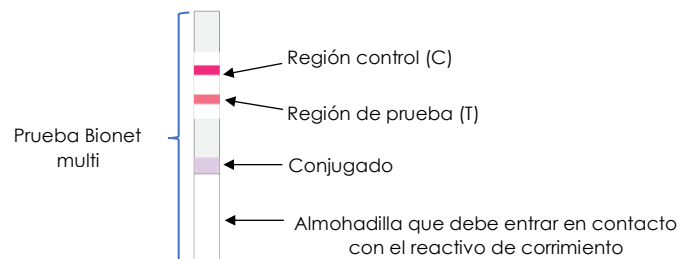 Región control (C)
Región de prueba (T)
Prueba Bionet
multi
Conjugado
Almohadilla que debe entrar en contacto
con el reactivo de corrimiento